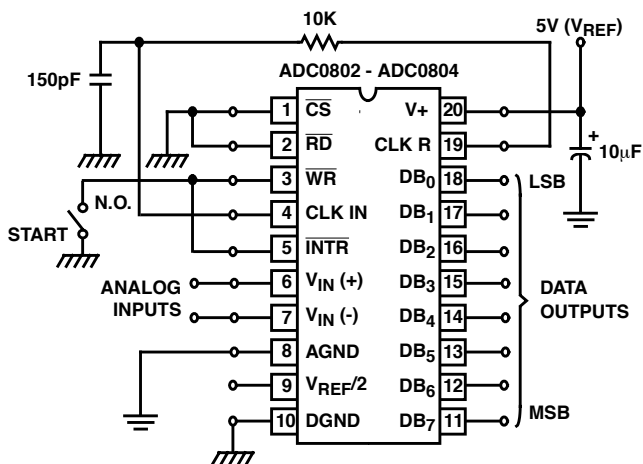 10K
5V (VREF)
ADC0802 - ADC0804
150pF
1 CS V+ 20
2 RD CLK R 19
+
10μF
3 WR DB0 18 LSB
N.O.
4 CLK IN DB1 17
START
5 INTR DB2 16
ANALOG
INPUTS
6 VIN (+) DB3 15
DATA
OUTPUTS
7 VIN (-) DB4 14
8 AGND DB5 13
9 VREF/2 DB6 12
10 DGND DB7 11 MSB